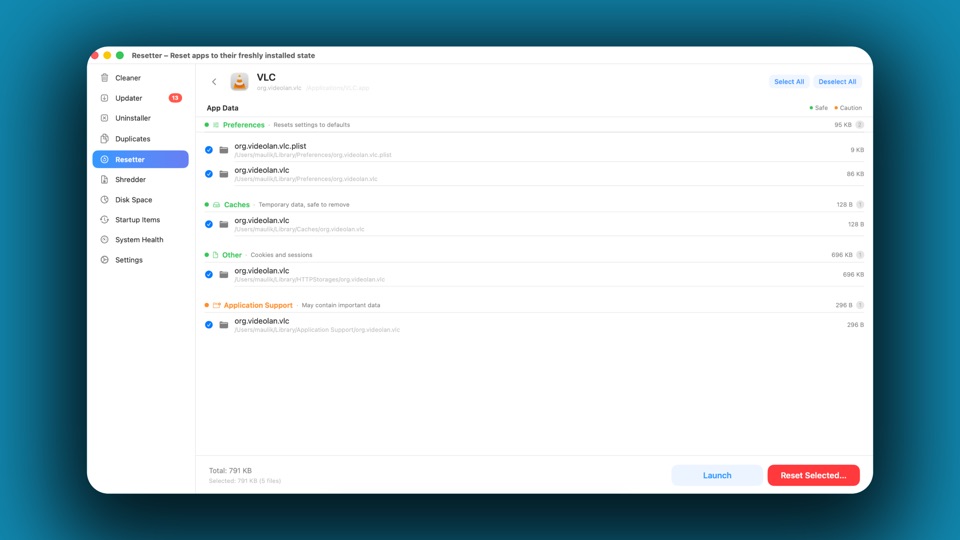 Resetter – Reset apps to their freshly installed state
Cleaner
Updater 13
Uninstaller
Duplicates
Resetter
Shredder
Disk Space
Startup Items
System Health
Settings
VLC
org.videolan.vlc /Applications/VLC.app
Select All Deselect All
App Data Safe Caution
Preferences · Resets settings to defaults 95 KB 2
org.videolan.vlc.plist 9 KB
/Users/maulik/Library/Preferences/org.videolan.vlc.plist
org.videolan.vlc 86 KB
/Users/maulik/Library/Preferences/org.videolan.vlc
Caches · Temporary data, safe to remove 128 B 1
org.videolan.vlc 128 B
/Users/maulik/Library/Caches/org.videolan.vlc
Other · Cookies and sessions 696 KB 1
org.videolan.vlc 696 KB
/Users/maulik/Library/HTTPStorages/org.videolan.vlc
Application Support · May contain important data 296 B 1
org.videolan.vlc 296 B
/Users/maulik/Library/Application Support/org.videolan.vlc
Total: 791 KB
Selected: 791 KB (5 files)
Launch Reset Selected...